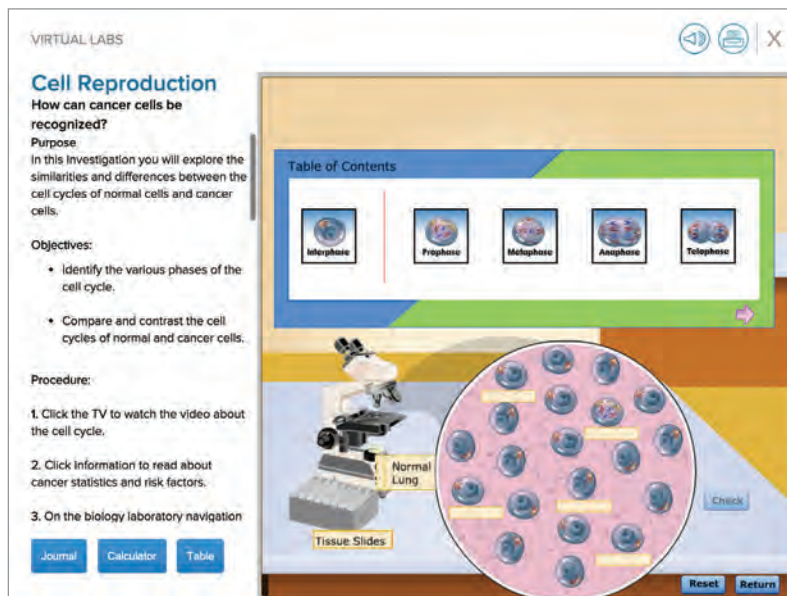 VIRTUAL LABS
X
Cell Reproduction
How can cancer cells be
recognized?
Purpose
In this Investigation you will explore the
similarities and differences between the
cell cycles of normal cells and cancer
cells.
Objectives:
• Identify the various phases of the
cell cycle.
• Compare and contrast the cell
cycles of normal and cancer cells.
Procedure:
1. Click the TV to watch the video about
the cell cycle.
2. Click Information to read about
cancer statistics and risk factors.
3. On the biology laboratory navigation
Journal
Calculator
Table
Table of Contents
Interphase
Prophase
Metaphase
Anaphase
Telophase
Normal
Lung
Tissue Slides
Check
Reset
Return